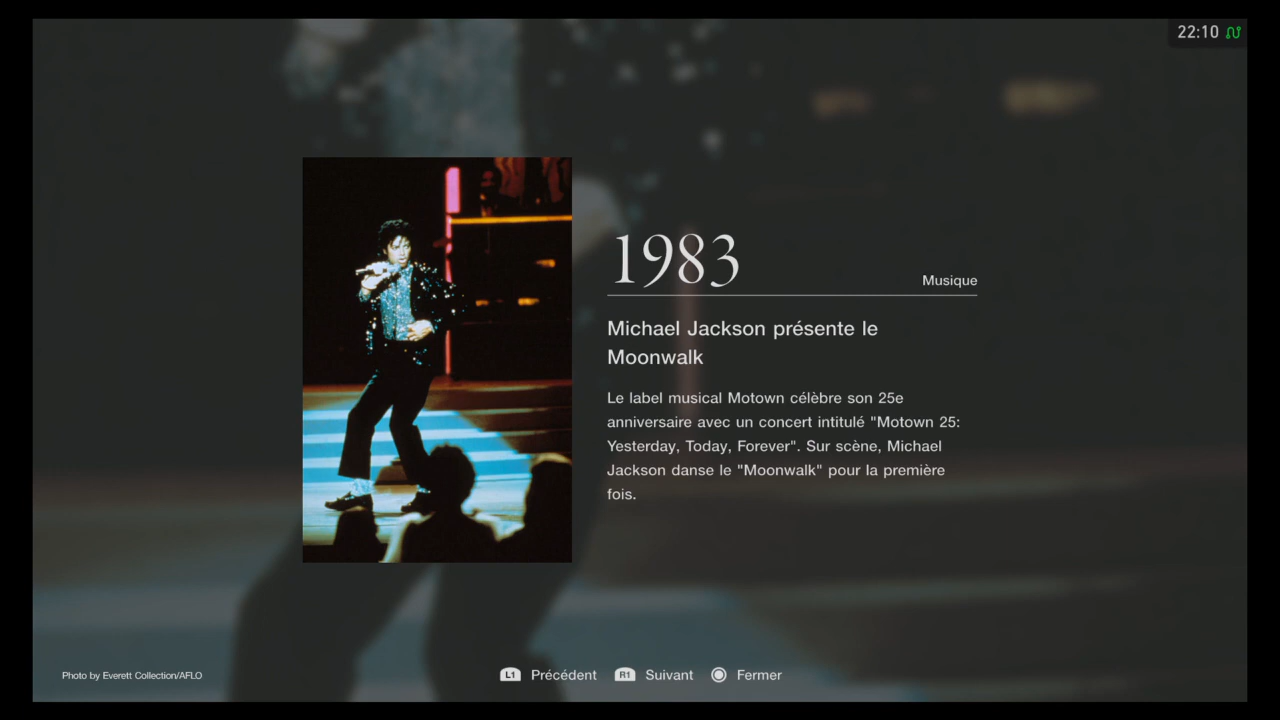 22:10
1983
Musique
Michael Jackson présente le
Moonwalk
Le label musical Motown célèbre son 25e
anniversaire avec un concert intitulé "Motown 25:
Yesterday, Today, Forever". Sur scène, Michael
Jackson danse le "Moonwalk" pour la première
fois.
Photo by Everett Collection/AFLO
L1 Précédent R1 Suivant Fermer